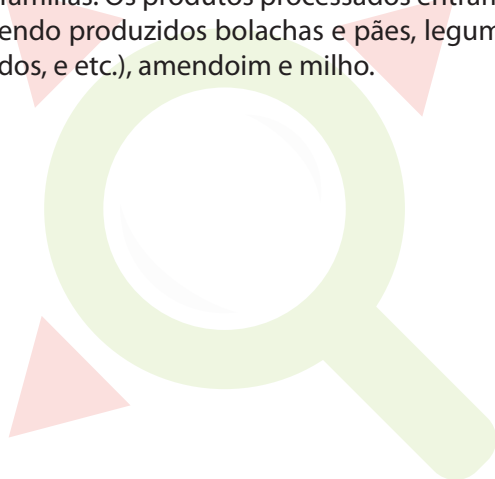 famílias. Os produtos processados entram
endo produzidos bolachas e pães, legum
dos, e etc.), amendoim e milho.